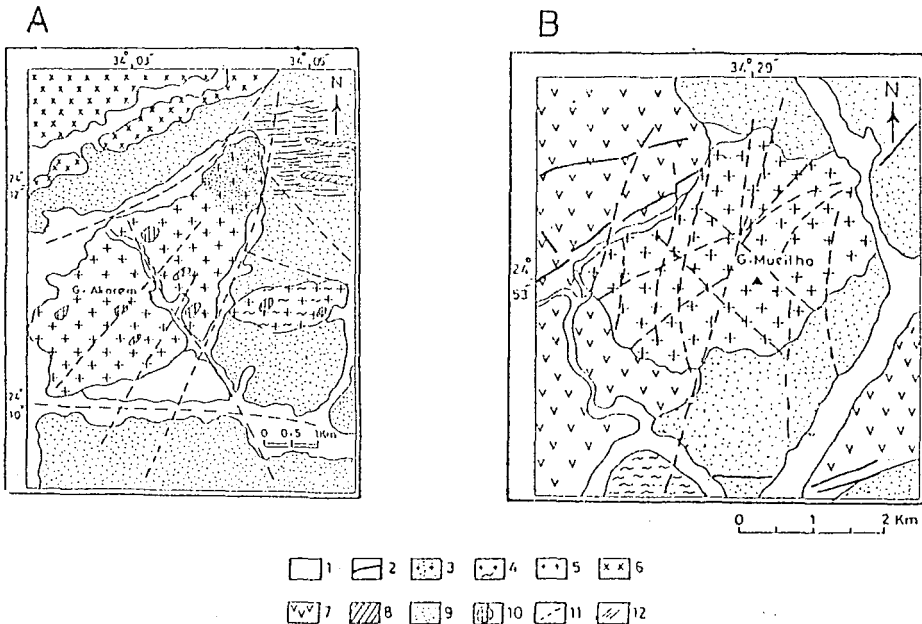 A
B
34° 03′ 34° 05′
34° 29′
N
N
24° 12′
G. Akarem
G. Mueilha
24° 53′
24° 10′
0 0.5 1Km
0 1 2 Km
1 2 3 4 5 6
7 8 9 10 11 12